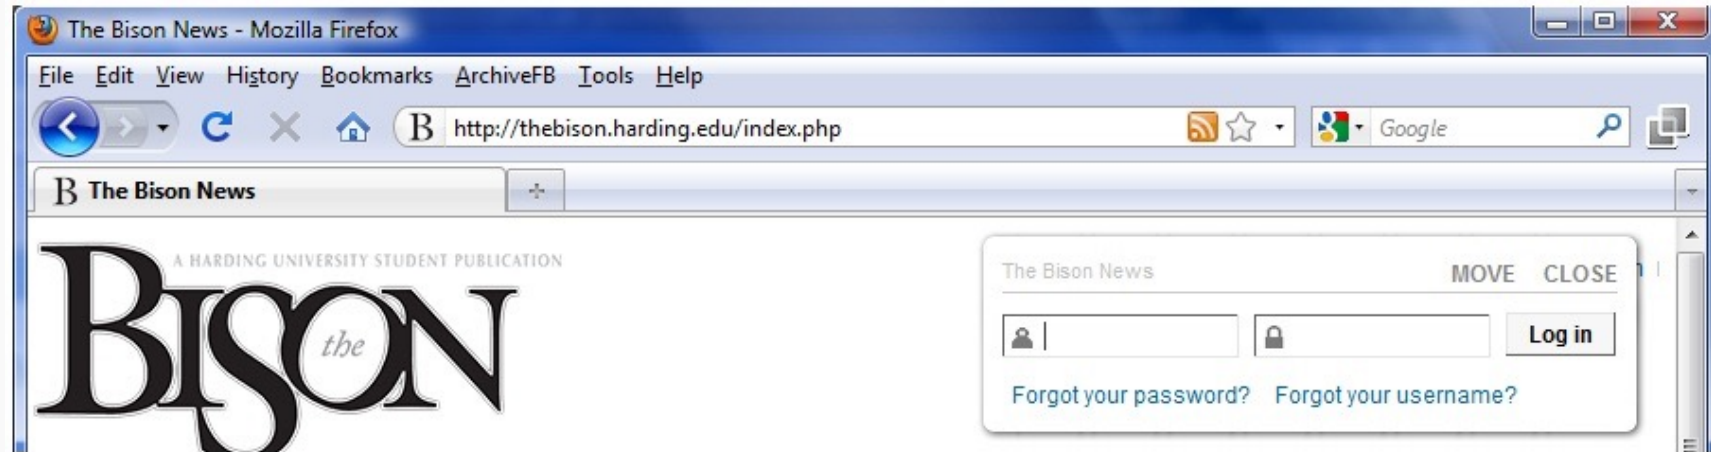 The Bison News - Mozilla Firefox
File Edit View History Bookmarks ArchiveFB Tools Help
B http://thebison.harding.edu/index.php Google
B The Bison News
A HARDING UNIVERSITY STUDENT PUBLICATION
the BISON
The Bison News MOVE CLOSE
Log in
Forgot your password? Forgot your username?